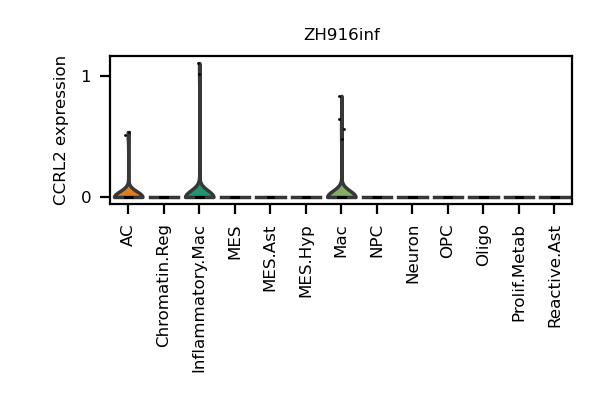 ZH916inf
CCRL2 expression
1
0
AC
Chromatin.Reg
Inflammatory.Mac
MES
MES.Ast
MES.Hyp
Mac
NPC
Neuron
OPC
Oligo
Prolif.Metab
Reactive.Ast